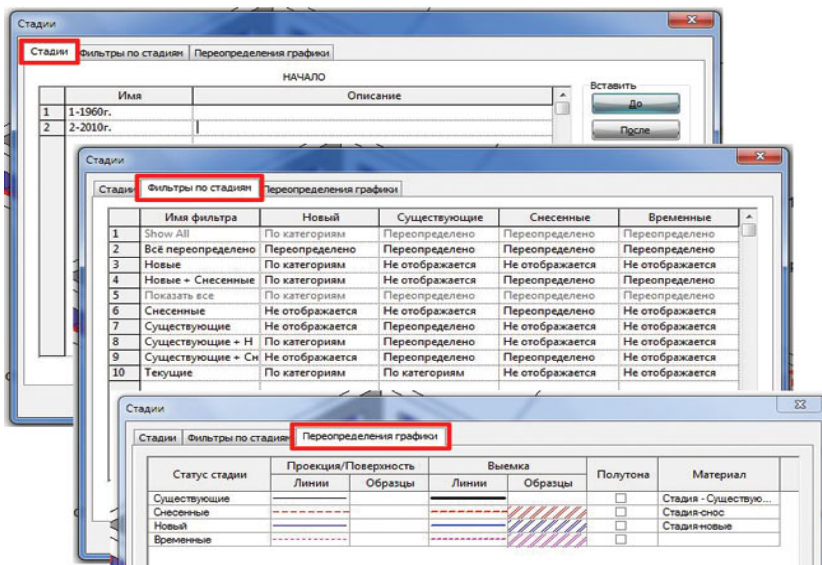 Стадии
Стадии Фильтры по стадиям Переопределения графики
НАЧАЛО
Вставить
Имя Описание
До
1 1-1960г.
2 2-2010г.
После
Стадии
Стадии Фильтры по стадиям Переопределения графики
Имя фильтра Новый Существующие Снесенные Временные
1 Show All По категориям Переопределено Переопределено Переопределено
2 Всё переопределено Переопределено Переопределено Переопределено Переопределено
3 Новые По категориям Не отображается Не отображается Не отображается
4 Новые + Снесенные По категориям Не отображается Переопределено Не отображается
5 Показать все По категориям Переопределено Переопределено Переопределено
6 Снесенные Не отображается Не отображается Переопределено Не отображается
7 Существующие Не отображается Переопределено Не отображается Не отображается
8 Существующие + Н По категориям Переопределено Не отображается Не отображается
9 Существующие + Сн Не отображается Переопределено Переопределено Не отображается
10 Текущие По категориям По категориям Не отображается Не отображается
Стадии
Стадии Фильтры по стадиям Переопределения графики
Статус стадии Проекция/Поверхность Выемка Полутона Материал
Линии Образцы Линии Образцы
Существующие Стадия - Существую...
Снесенные Стадия-снос
Новый Стадия-новые
Временные